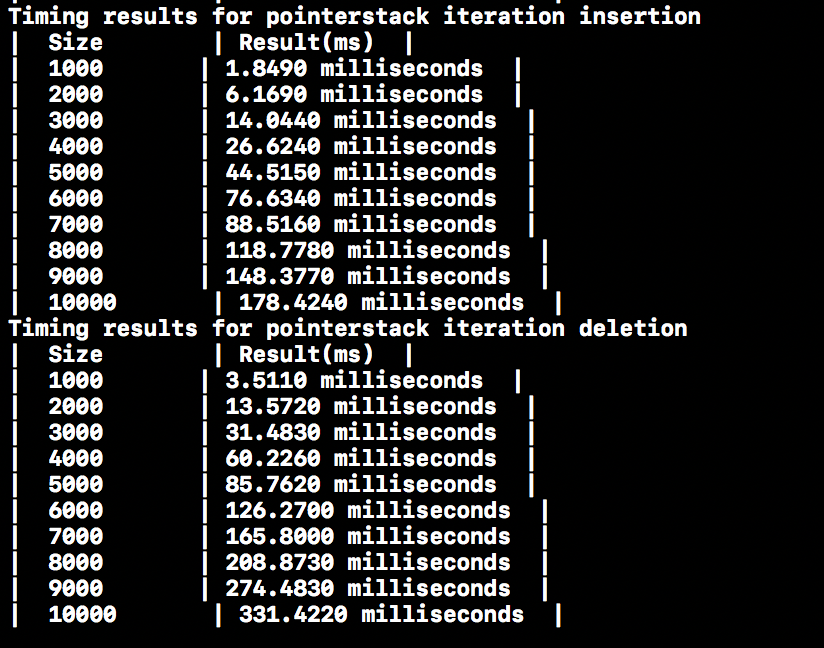 Timing results for pointerstack iteration insertion
|  Size        | Result(ms)  |
|  1000       | 1.8490 milliseconds  |
|  2000       | 6.1690 milliseconds  |
|  3000       | 14.0440 milliseconds  |
|  4000       | 26.6240 milliseconds  |
|  5000       | 44.5150 milliseconds  |
|  6000       | 76.6340 milliseconds  |
|  7000       | 88.5160 milliseconds  |
|  8000       | 118.7780 milliseconds  |
|  9000       | 148.3770 milliseconds  |
|  10000       | 178.4240 milliseconds  |
Timing results for pointerstack iteration deletion
|  Size        | Result(ms)  |
|  1000       | 3.5110 milliseconds  |
|  2000       | 13.5720 milliseconds  |
|  3000       | 31.4830 milliseconds  |
|  4000       | 60.2260 milliseconds  |
|  5000       | 85.7620 milliseconds  |
|  6000       | 126.2700 milliseconds  |
|  7000       | 165.8000 milliseconds  |
|  8000       | 208.8730 milliseconds  |
|  9000       | 274.4830 milliseconds  |
|  10000       | 331.4220 milliseconds  |